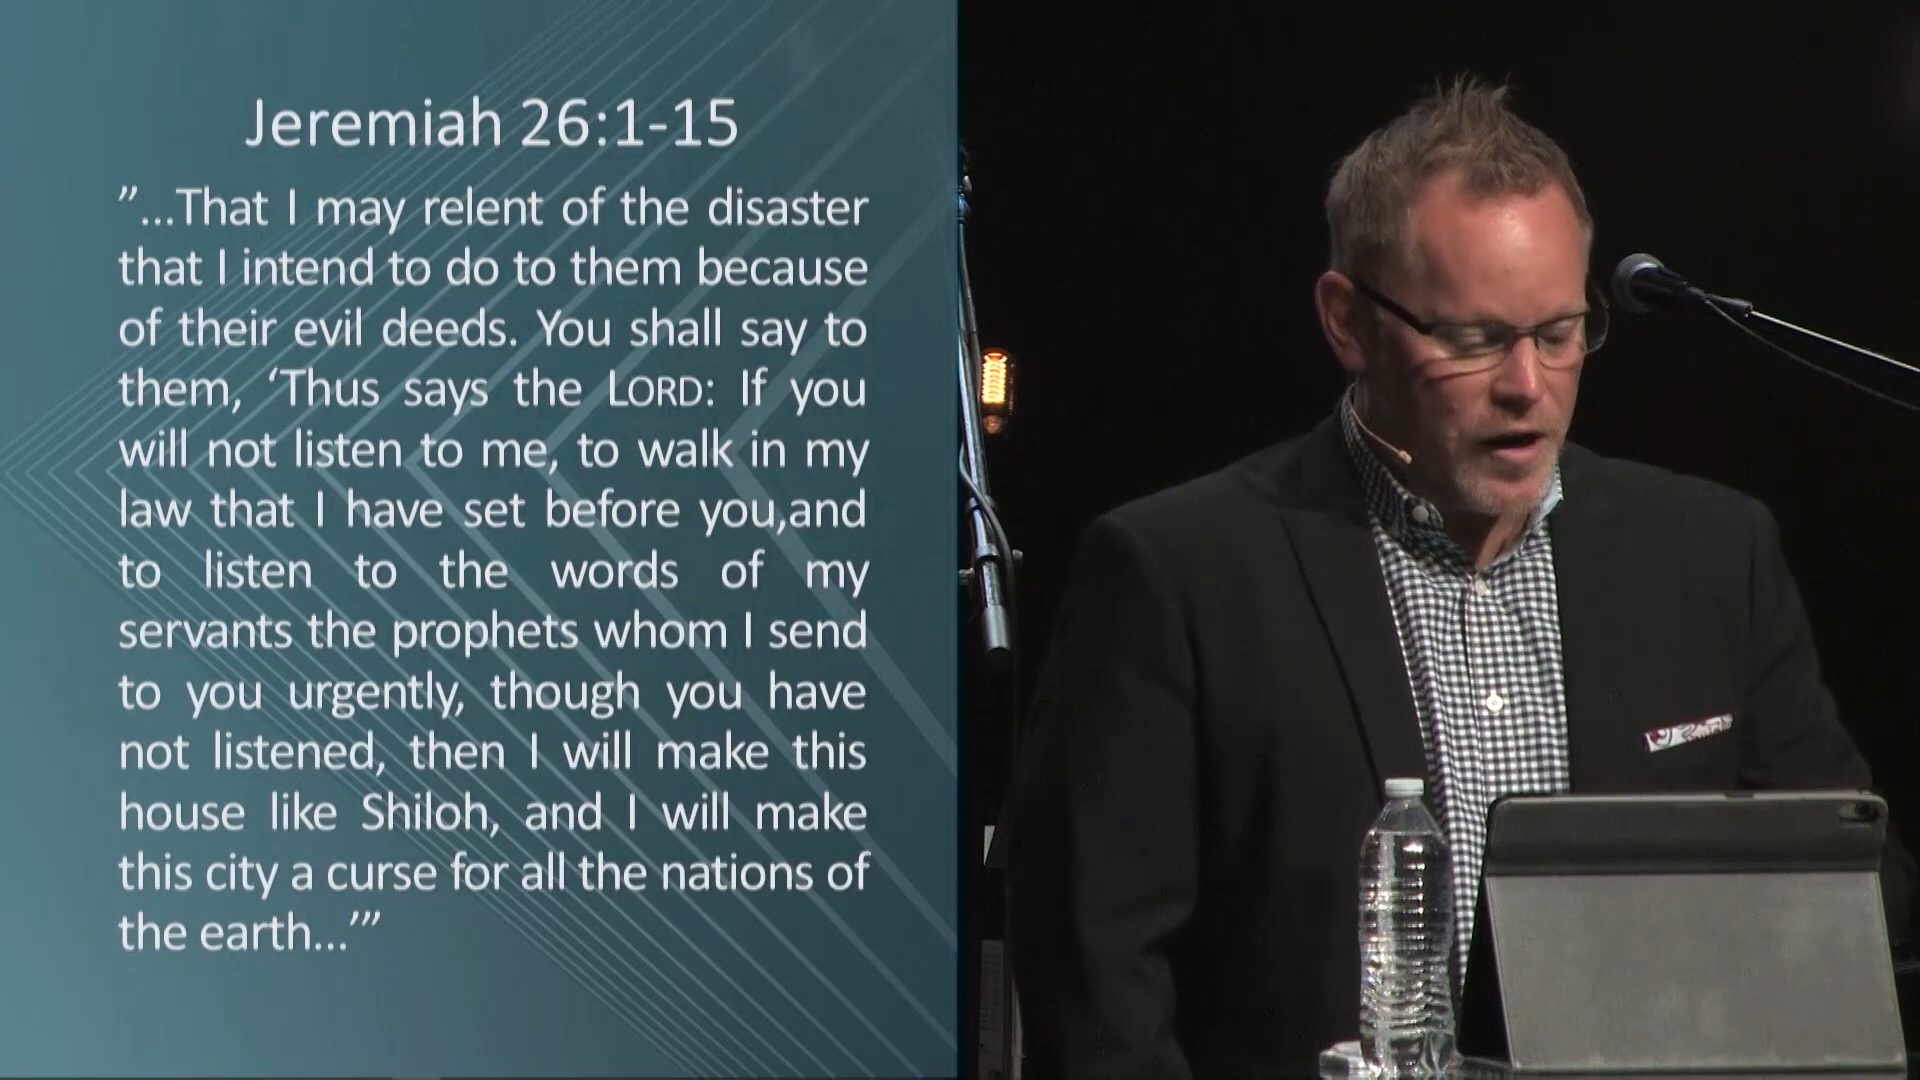 Jeremiah 26:1-15
”...That I may relent of the disaster
that I intend to do to them because
of their evil deeds. You shall say to
them, ‘Thus says the LORD: If you
will not listen to me, to walk in my
law that I have set before you,and
to listen to the words of my
servants the prophets whom I send
to you urgently, though you have
not listened, then I will make this
house like Shiloh, and I will make
this city a curse for all the nations of
the earth...’”